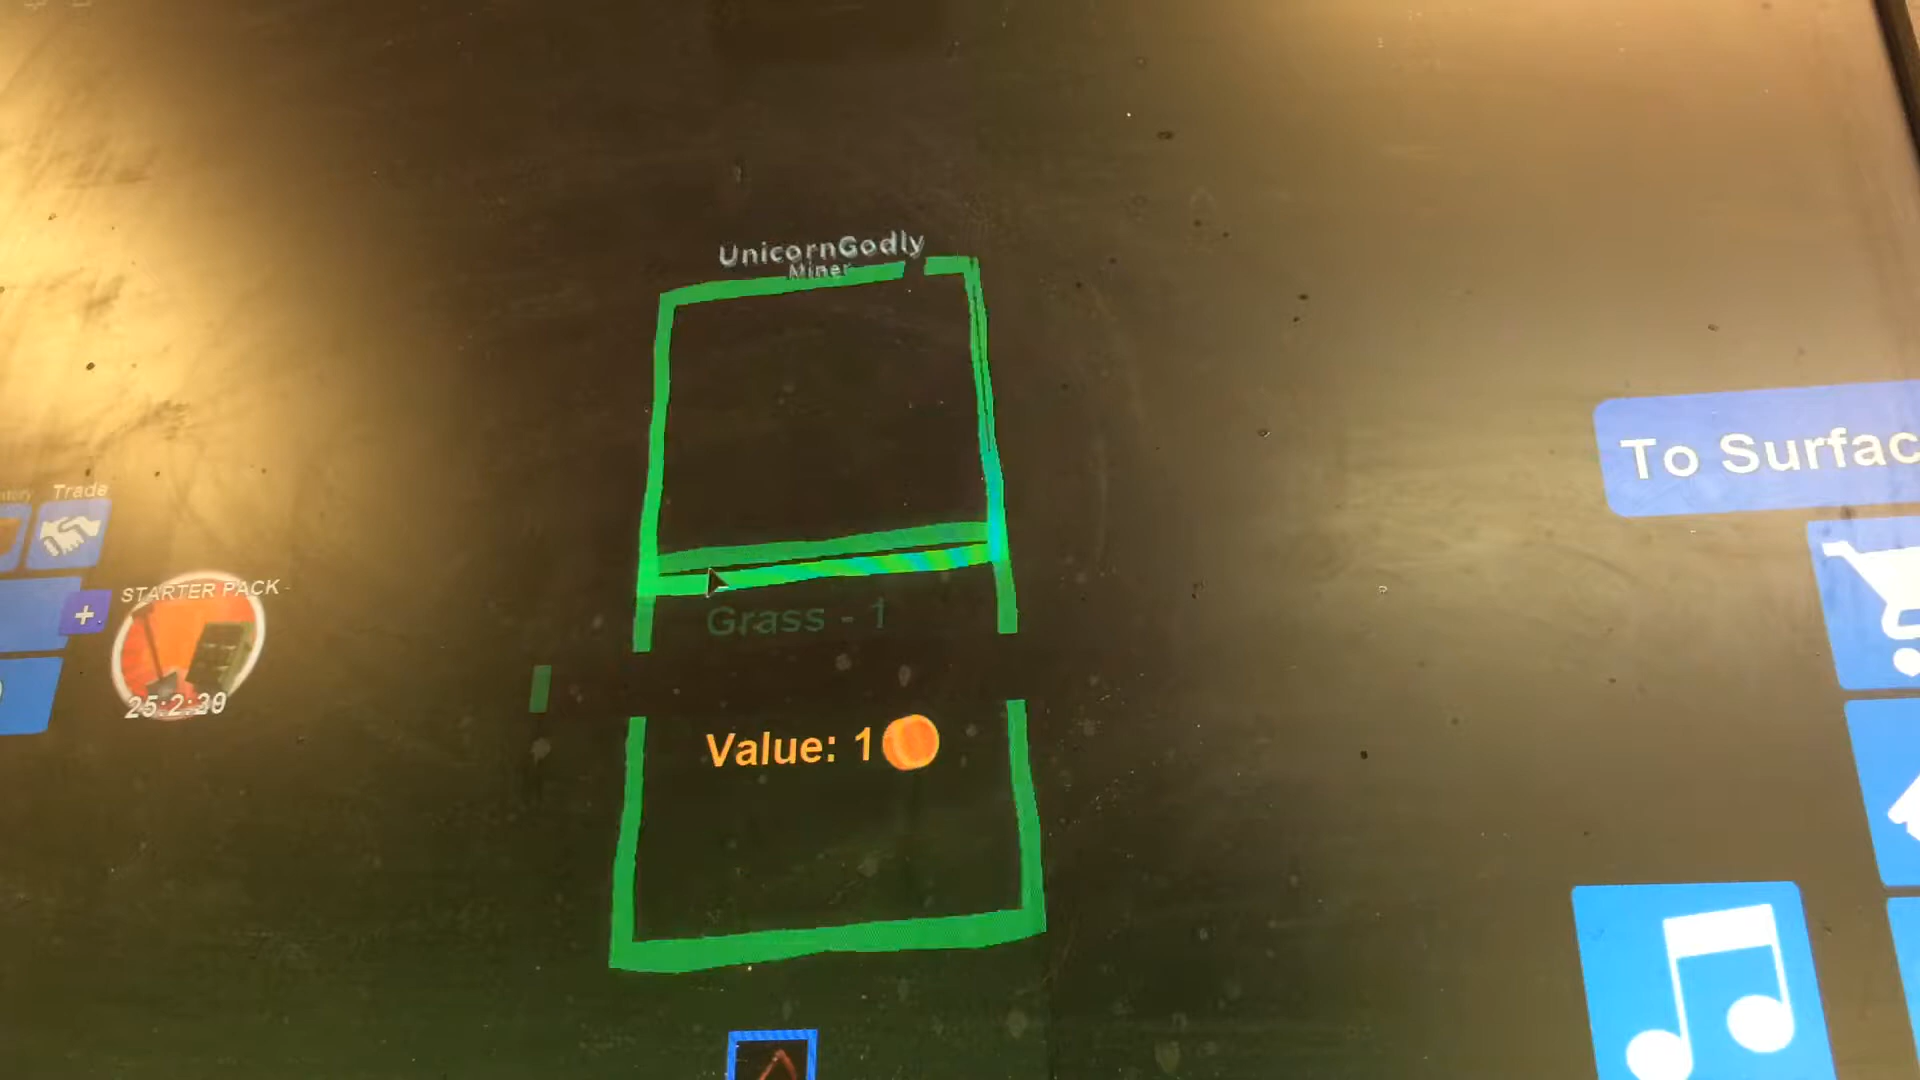 UnicornGodly
Miner
To Surfac
Trade
STARTER PACK
25:2:39
+
Grass - 1
Value: 1